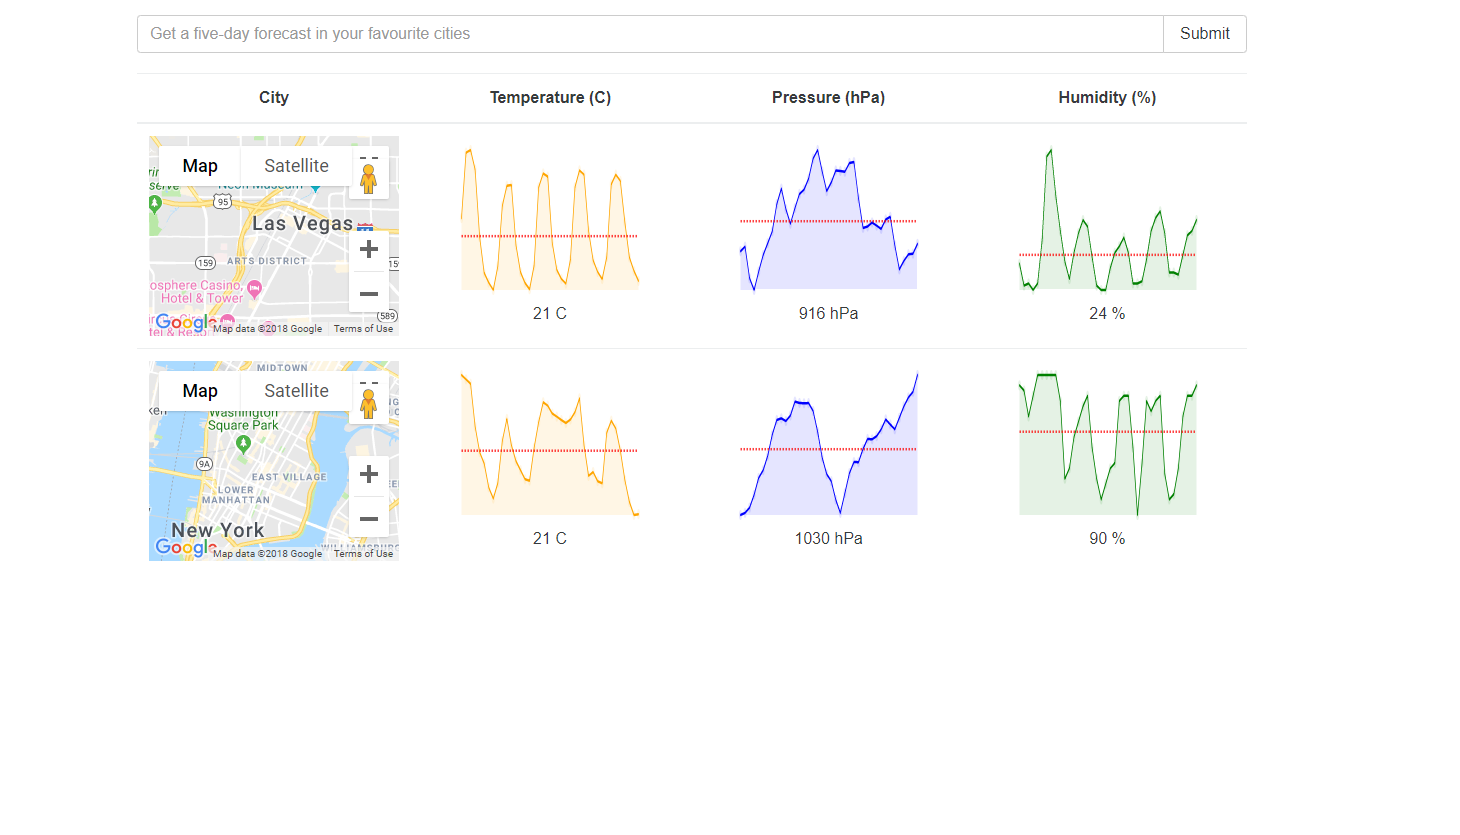 Get a five-day forecast in your favourite cities
Submit
City
Temperature (C)
Pressure (hPa)
Humidity (%)
Map
Satellite
95
Las Vegas
159
ARTS DISTRICT
osphere Casino,
Hotel & Tower
589
Google
Map data ©2018 Google
Terms of Use
21 C
916 hPa
24 %
MIDTOWN
Map
Satellite
Washington
Square Park
9A
EAST VILLAGE
LOWER
MANHATTAN
New York
Google
Map data ©2018 Google
Terms of Use
21 C
1030 hPa
90 %